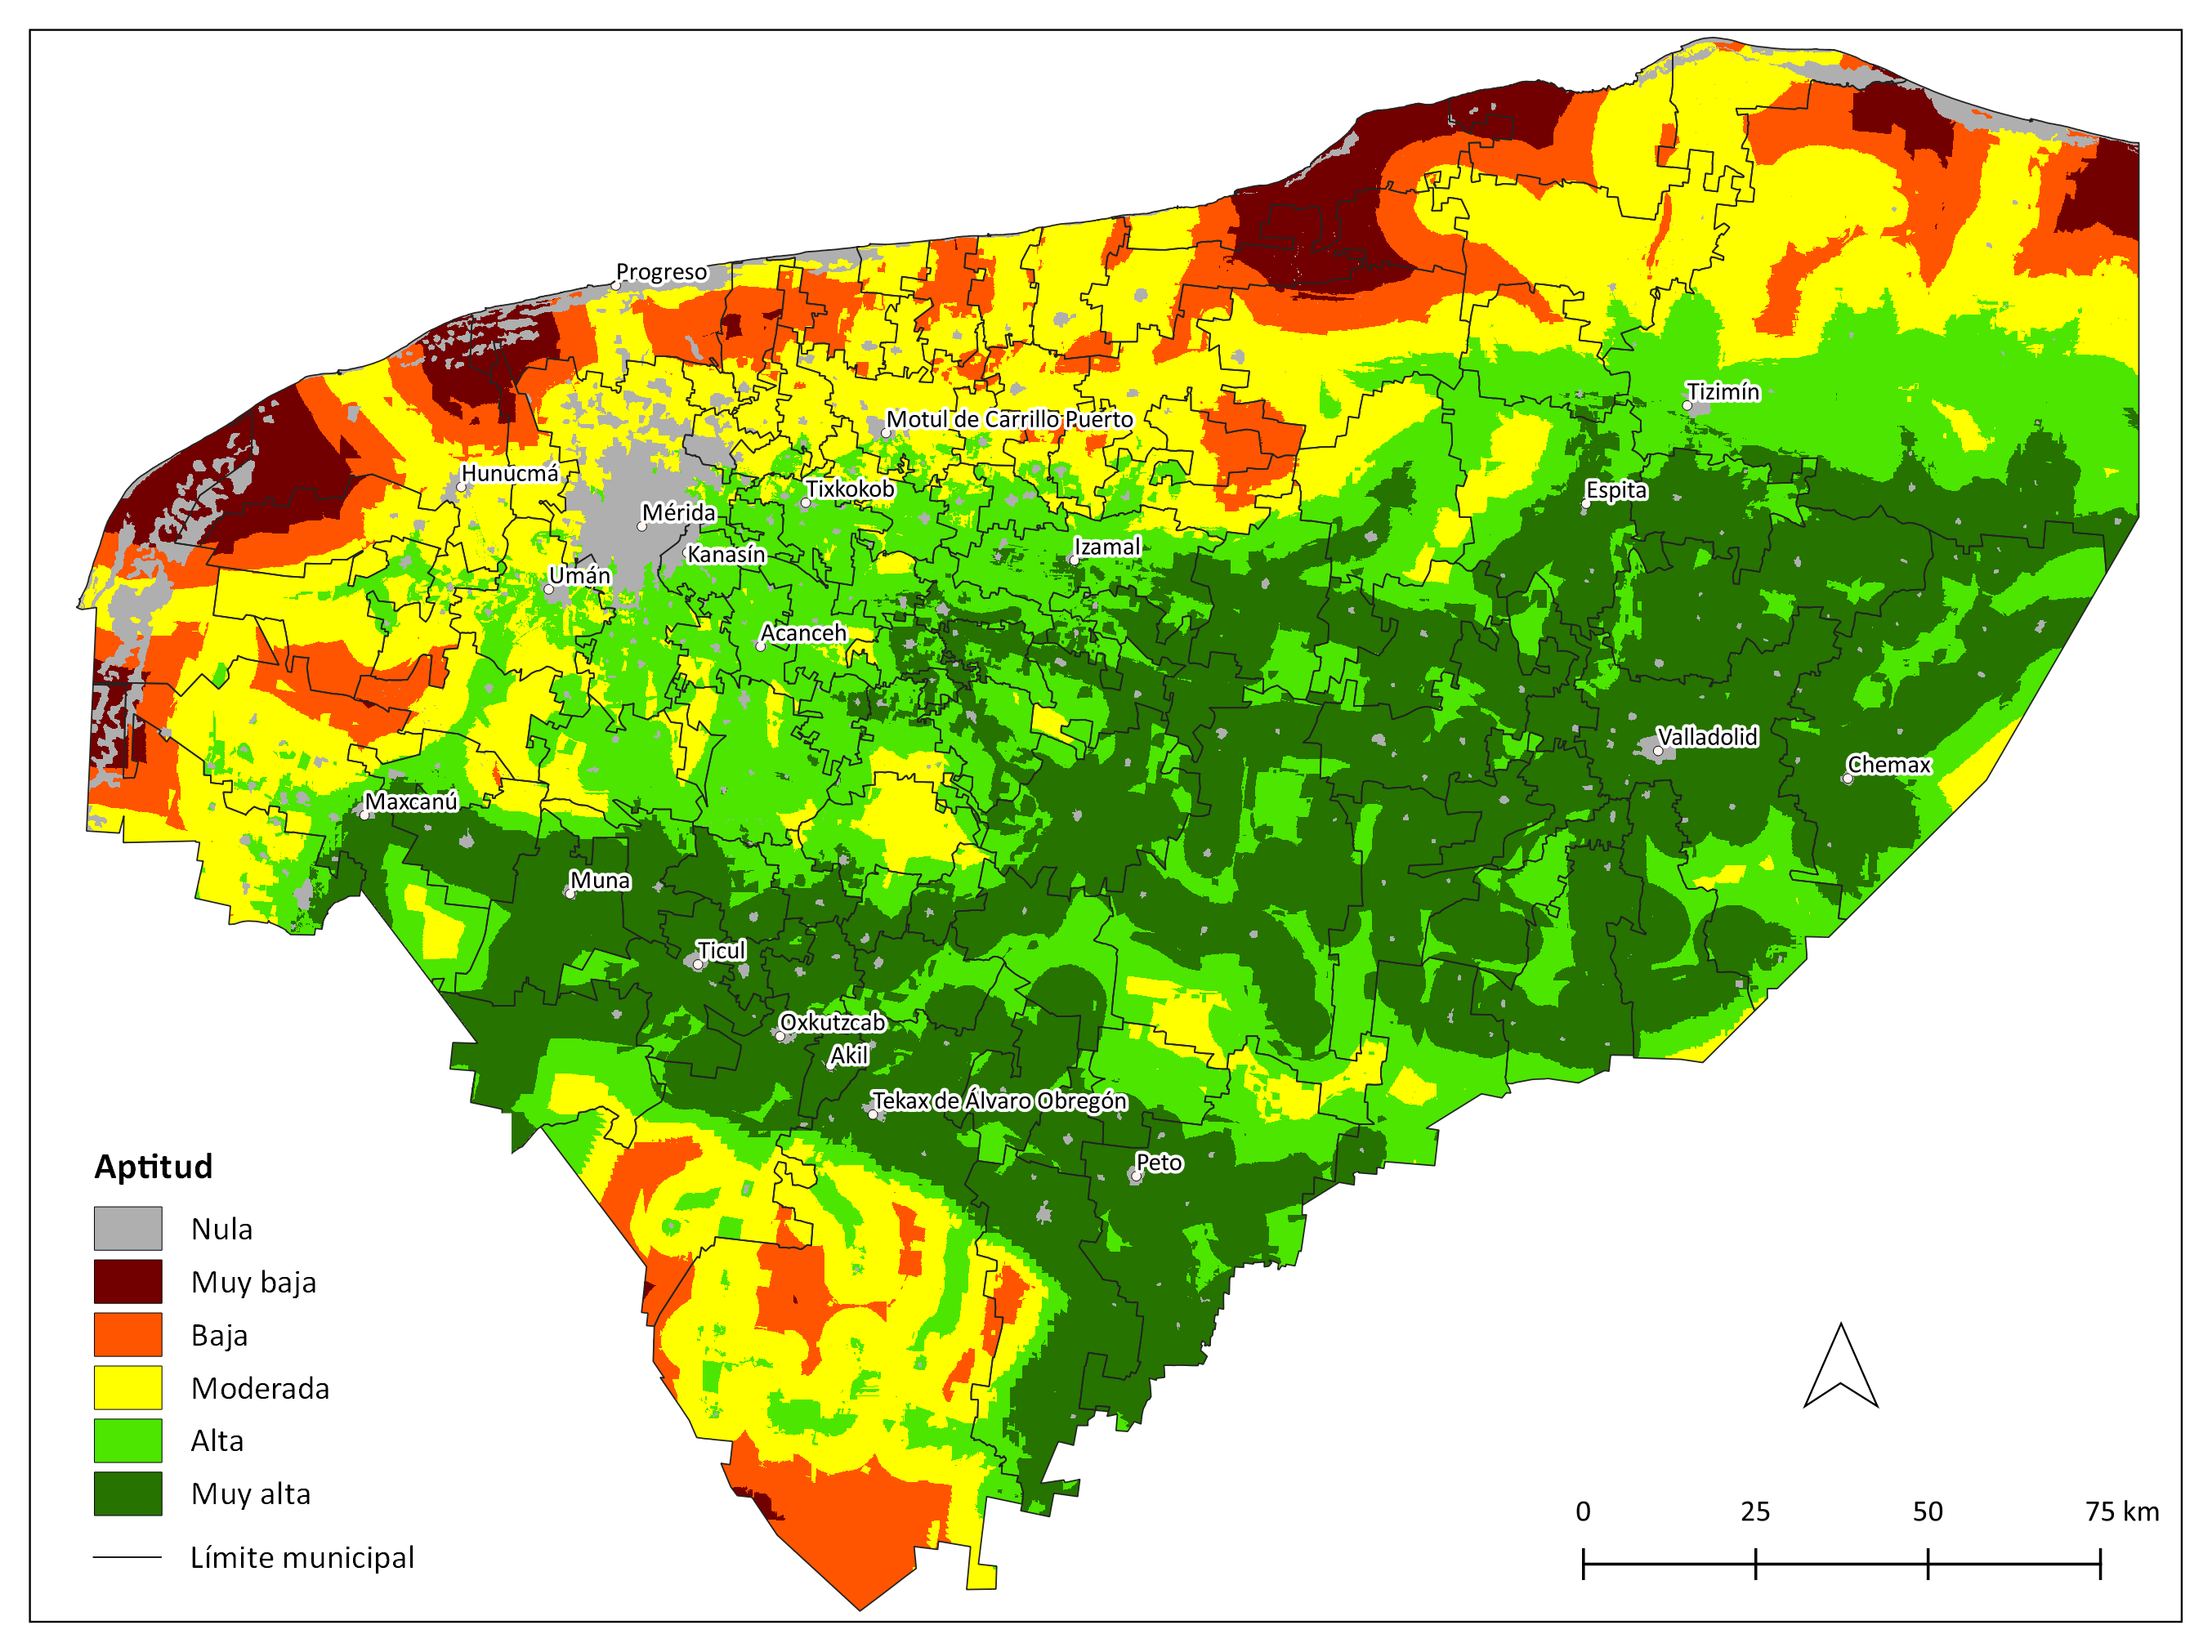 Progreso
Tizimín
Motul de Carrillo Puerto
Hunucmá
Tixkokob
Espita
Mérida
Kanasín
Izamal
Umán
Acanceh
Valladolid
Chemax
Maxcanú
Muna
Ticul
Oxkutzcab
Akil
Tekax de Álvaro Obregón
Peto
Aptitud
Nula
Muy baja
Baja
Moderada
Alta
Muy alta
Límite municipal
0 25 50 75 km